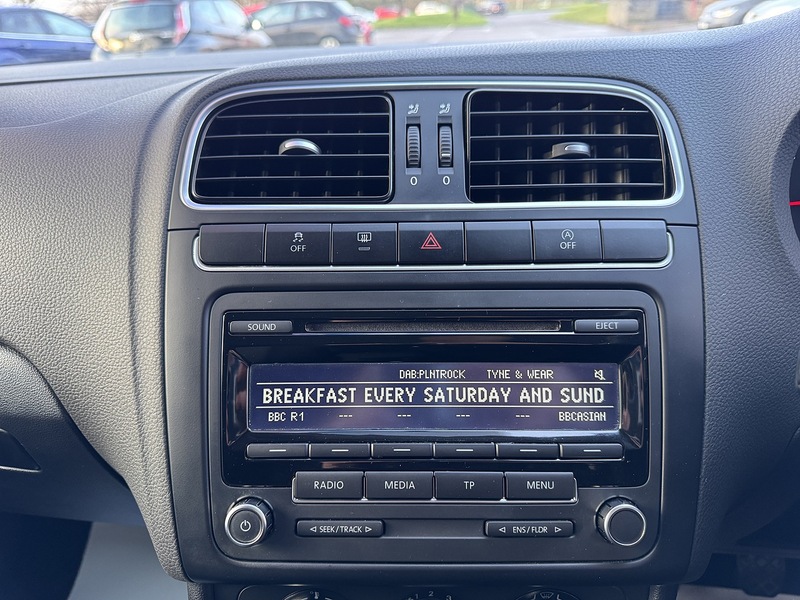 0 0
OFF OFF
SOUND EJECT
DAB:PLNTROCK TYNE & WEAR
BREAKFAST EVERY SATURDAY AND SUND
BBC R1 --- --- --- --- BBCASIAN
RADIO MEDIA TP MENU
SEEK/TRACK ENS/FLDR